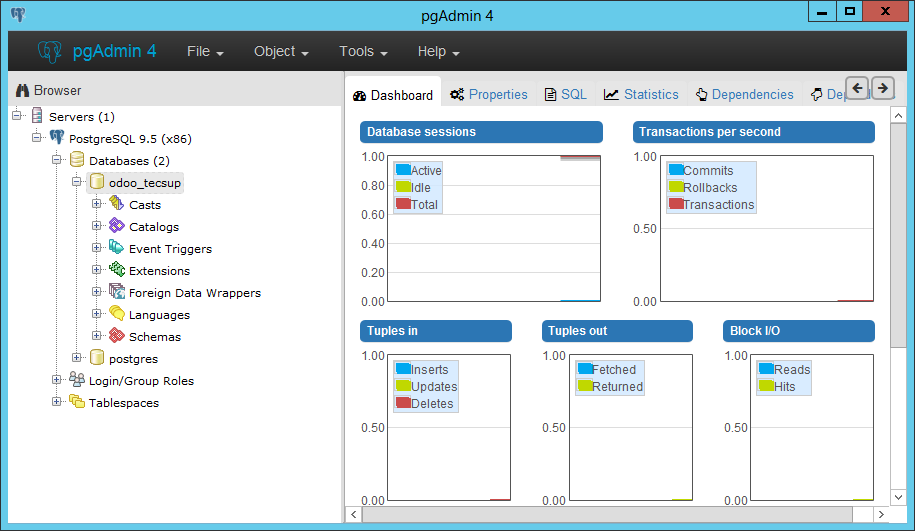 pgAdmin 4
pgAdmin 4 File Object Tools Help
Browser
Dashboard Properties SQL Statistics Dependencies
Servers (1)
PostgreSQL 9.5 (x86)
Databases (2)
odoo_tecsup
Casts
Catalogs
Event Triggers
Extensions
Foreign Data Wrappers
Languages
Schemas
postgres
Login/Group Roles
Tablespaces
Database sessions
1.00
0.80
0.60
0.40
0.20
0.00
Active
Idle
Total
Transactions per second
1.00
0.50
0.00
Commits
Rollbacks
Transactions
Tuples in
1.00
0.50
0.00
Inserts
Updates
Deletes
Tuples out
1.00
0.50
0.00
Fetched
Returned
Block I/O
1.00
0.50
0.00
Reads
Hits